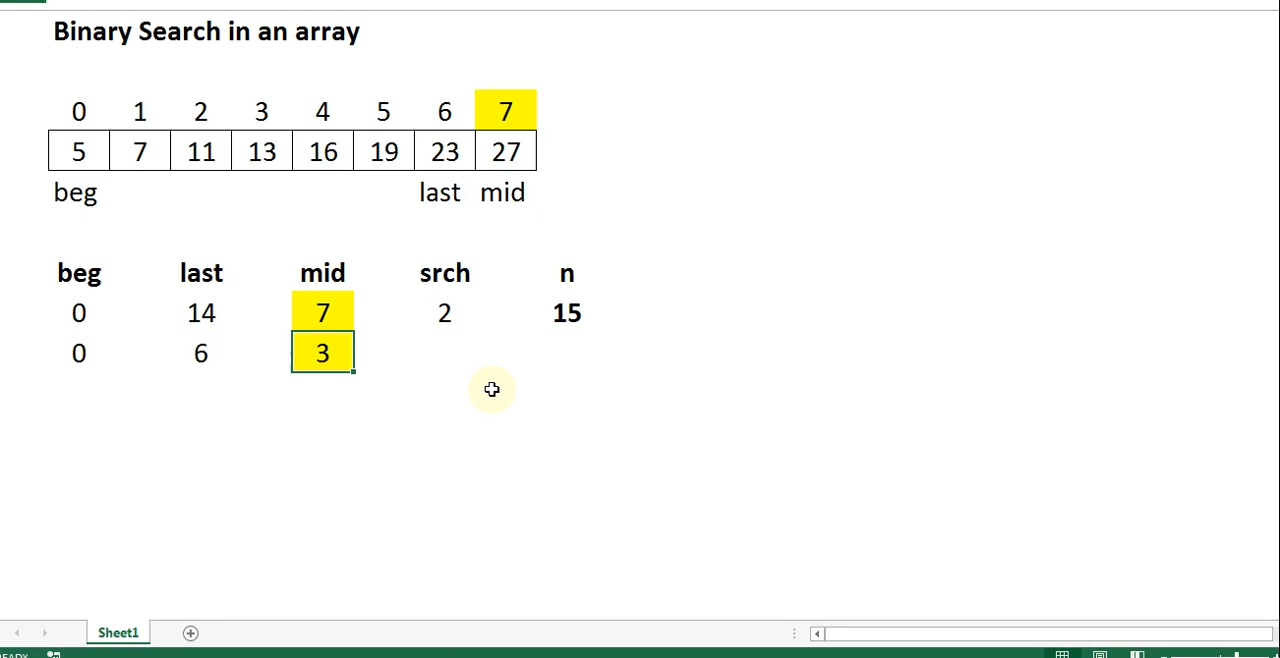 Binary Search in an array
0 1 2 3 4 5 6 7
5 7 11 13 16 19 23 27
beg last mid
beg last mid srch n
0 14 7 2 15
0 6 3
Sheet1